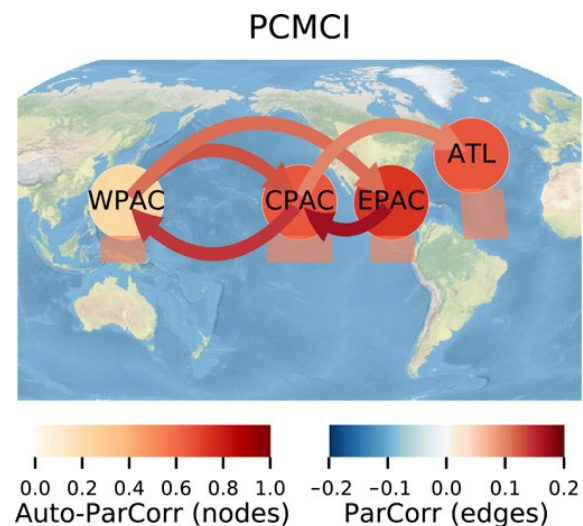 PCMCI
ATL
WPAC CPAC EPAC
0.0 0.2 0.4 0.6 0.8 1.0
Auto-ParCorr (nodes)
−0.2 −0.1 0.0 0.1 0.2
ParCorr (edges)